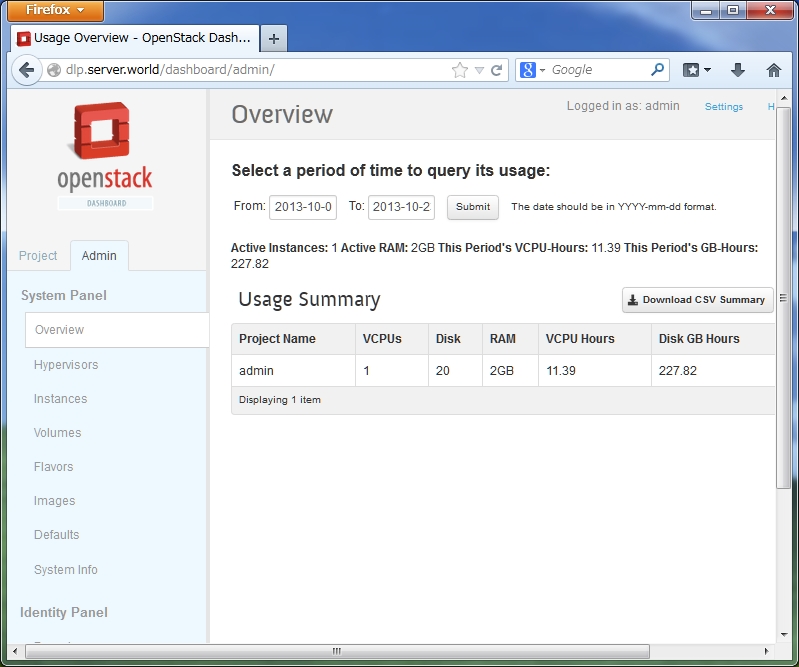 Firefox
Usage Overview - OpenStack Dash...
dlp.server.world/dashboard/admin/
Google
openstack
DASHBOARD
Project
Admin
System Panel
Overview
Hypervisors
Instances
Volumes
Flavors
Images
Defaults
System Info
Identity Panel
Overview
Logged in as: admin
Settings
H
Select a period of time to query its usage:
From: 2013-10-0 To: 2013-10-2 Submit The date should be in YYYY-mm-dd format.
Active Instances: 1 Active RAM: 2GB This Period's VCPU-Hours: 11.39 This Period's GB-Hours:
227.82
Usage Summary
Download CSV Summary
Project Name VCPUs Disk RAM VCPU Hours Disk GB Hours
admin 1 20 2GB 11.39 227.82
Displaying 1 item